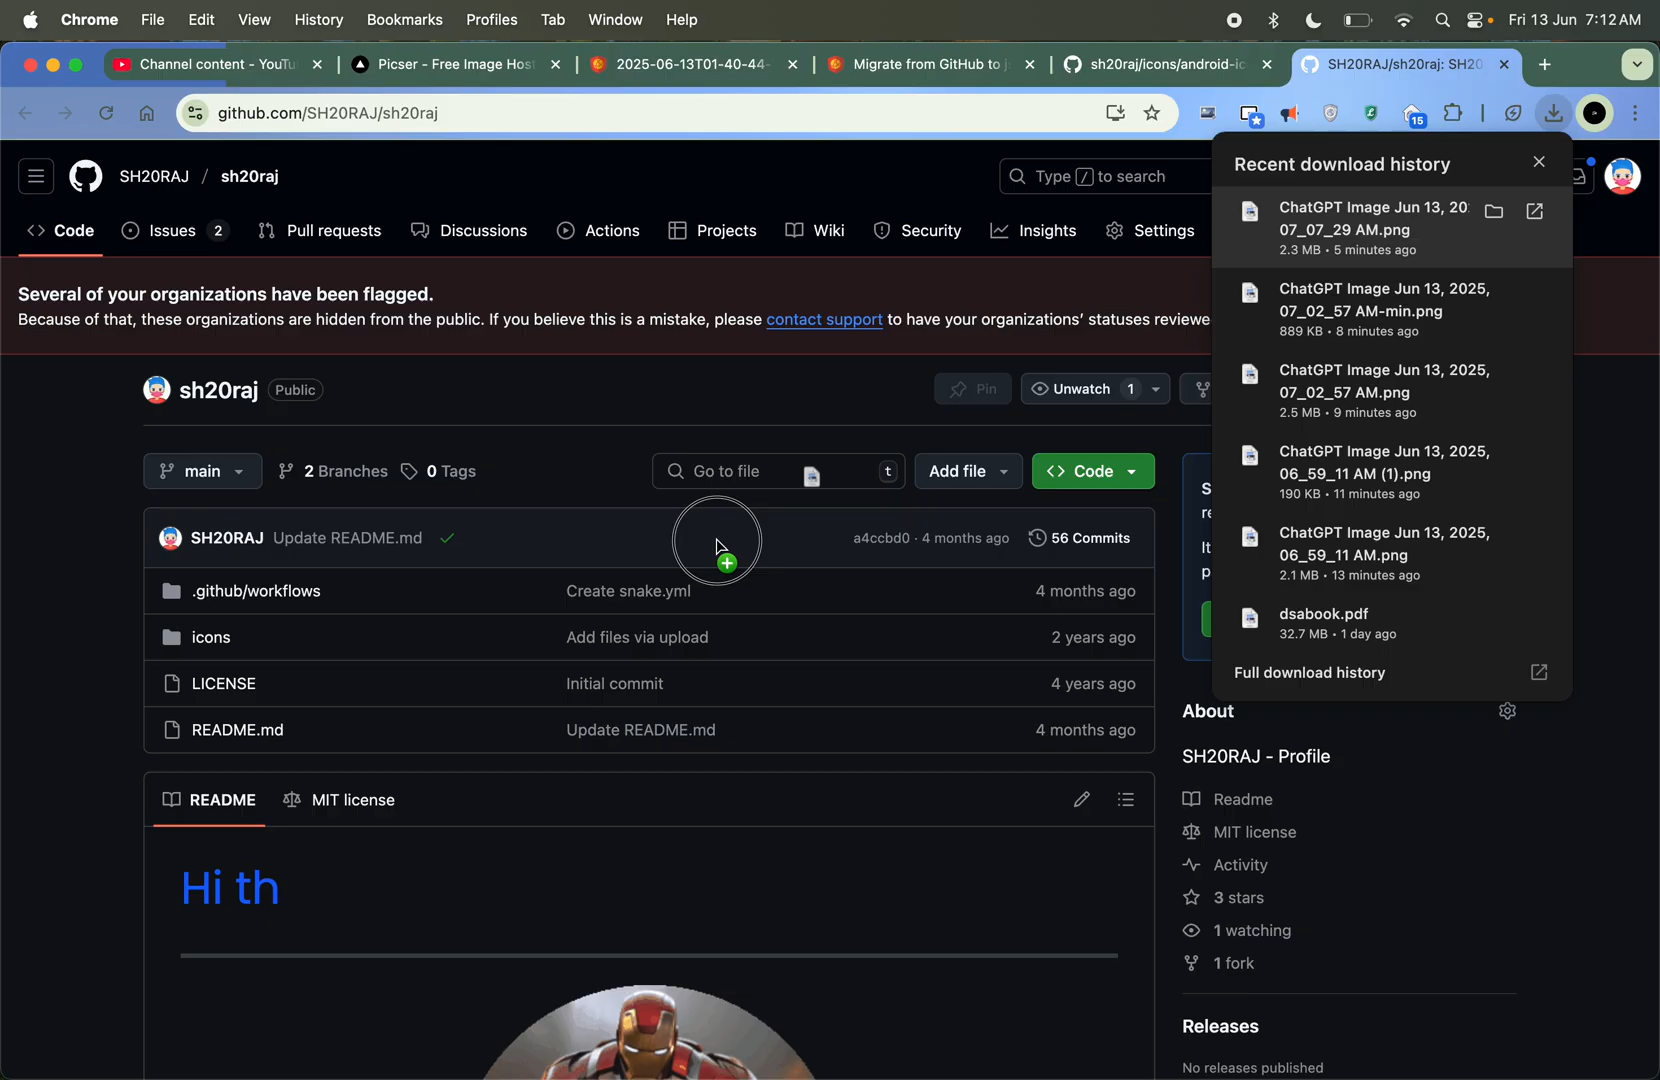 Chrome File Edit View History Bookmarks Profiles Tab Window Help Fri 13 Jun 7:12 AM
Channel content - YouTu Picser - Free Image Host 2025-06-13T01-40-44- Migrate from GitHub to j sh20raj/icons/android-ic SH20RAJ/sh20raj: SH20
github.com/SH20RAJ/sh20raj 15
SH20RAJ / sh20raj Type / to search
Code Issues 2 Pull requests Discussions Actions Projects Wiki Security Insights Settings
Several of your organizations have been flagged.
Because of that, these organizations are hidden from the public. If you believe this is a mistake, please contact support to have your organizations' statuses reviewe
sh20raj Public Pin Unwatch 1
main 2 Branches 0 Tags Go to file t Add file Code
SH20RAJ Update README.md a4ccbd0 · 4 months ago 56 Commits
.github/workflows Create snake.yml 4 months ago
icons Add files via upload 2 years ago
LICENSE Initial commit 4 years ago
README.md Update README.md 4 months ago
README MIT license
Hi th
Recent download history
ChatGPT Image Jun 13, 20
07_07_29 AM.png
2.3 MB • 5 minutes ago
ChatGPT Image Jun 13, 2025,
07_02_57 AM-min.png
889 KB • 8 minutes ago
ChatGPT Image Jun 13, 2025,
07_02_57 AM.png
2.5 MB • 9 minutes ago
ChatGPT Image Jun 13, 2025,
06_59_11 AM (1).png
190 KB • 11 minutes ago
ChatGPT Image Jun 13, 2025,
06_59_11 AM.png
2.1 MB • 13 minutes ago
dsabook.pdf
32.7 MB • 1 day ago
Full download history
About
SH20RAJ - Profile
Readme
MIT license
Activity
3 stars
1 watching
1 fork
Releases
No releases published